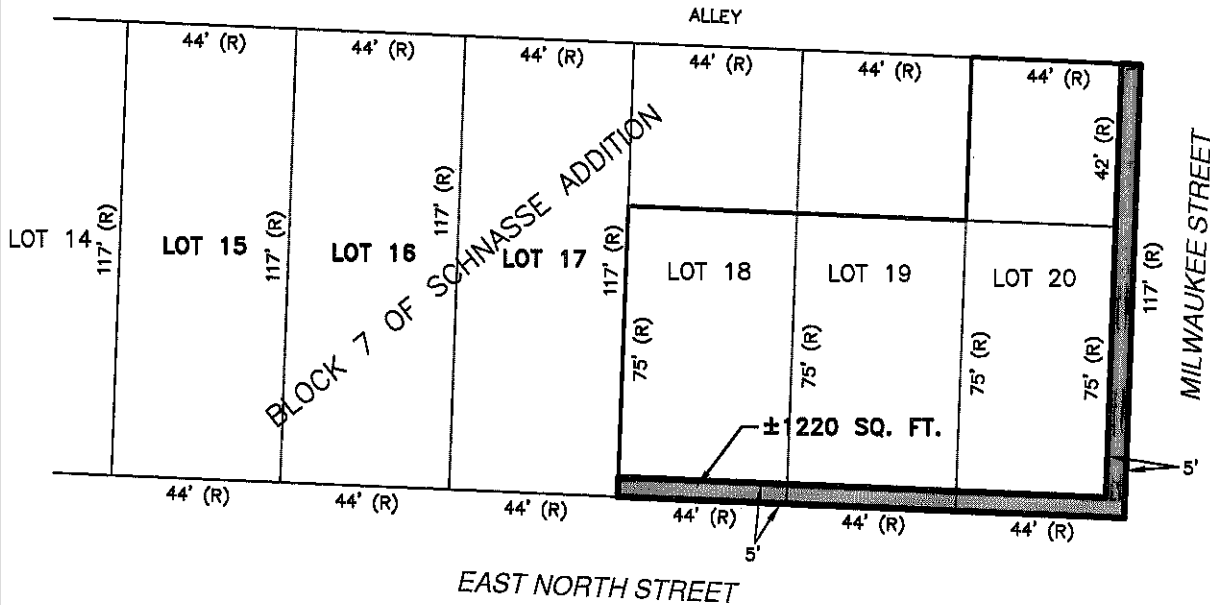 ALLEY
44' (R)
44' (R)
44' (R)
44' (R)
44' (R)
44' (R)
42' (R)
MILWAUKEE STREET
117' (R)
BLOCK 7 OF SCHNASSE ADDITION
LOT 14
117' (R)
LOT 15
117' (R)
LOT 16
117' (R)
LOT 17
117' (R)
LOT 18
LOT 19
LOT 20
75' (R)
75' (R)
75' (R)
75' (R)
±1220 SQ. FT.
5'
44' (R)
44' (R)
44' (R)
44' (R)
44' (R)
44' (R)
5'
EAST NORTH STREET